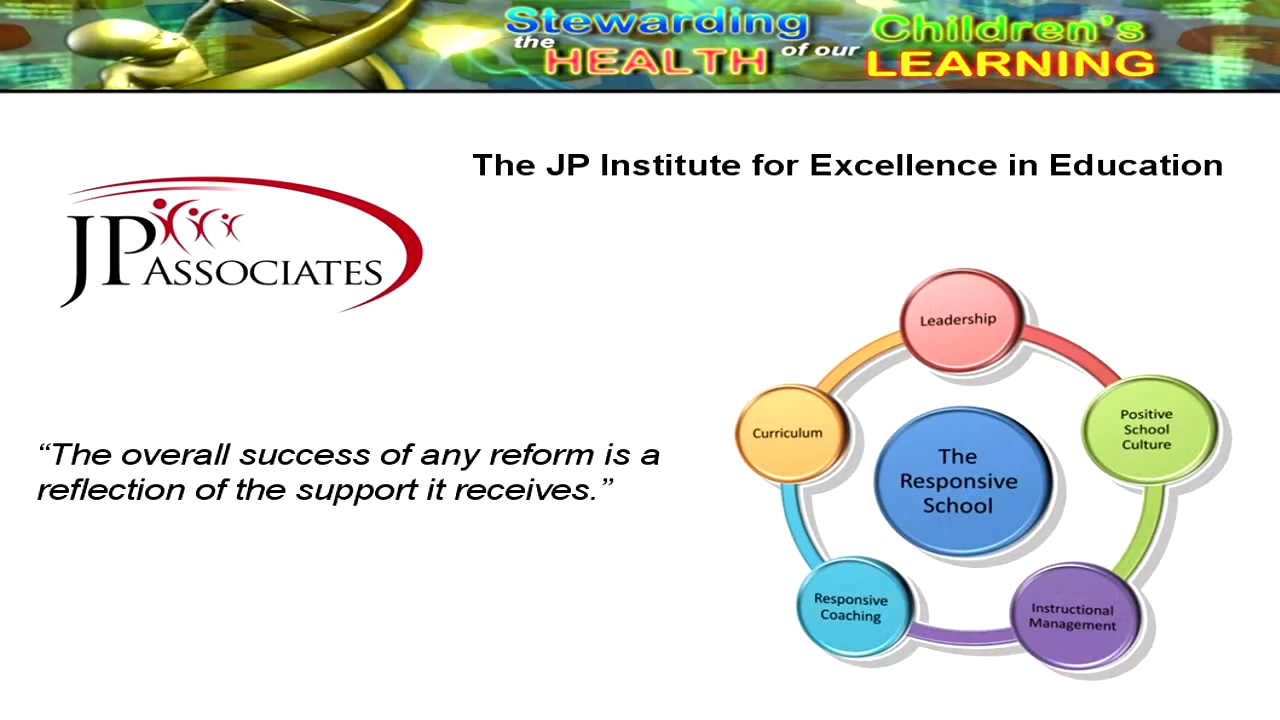 Stewarding
the HEALTH of our
Children's
LEARNING
The JP Institute for Excellence in Education
JP ASSOCIATES
“The overall success of any reform is a
reflection of the support it receives.”
Leadership
Positive
School
Culture
Curriculum
The
Responsive
School
Responsive
Coaching
Instructional
Management